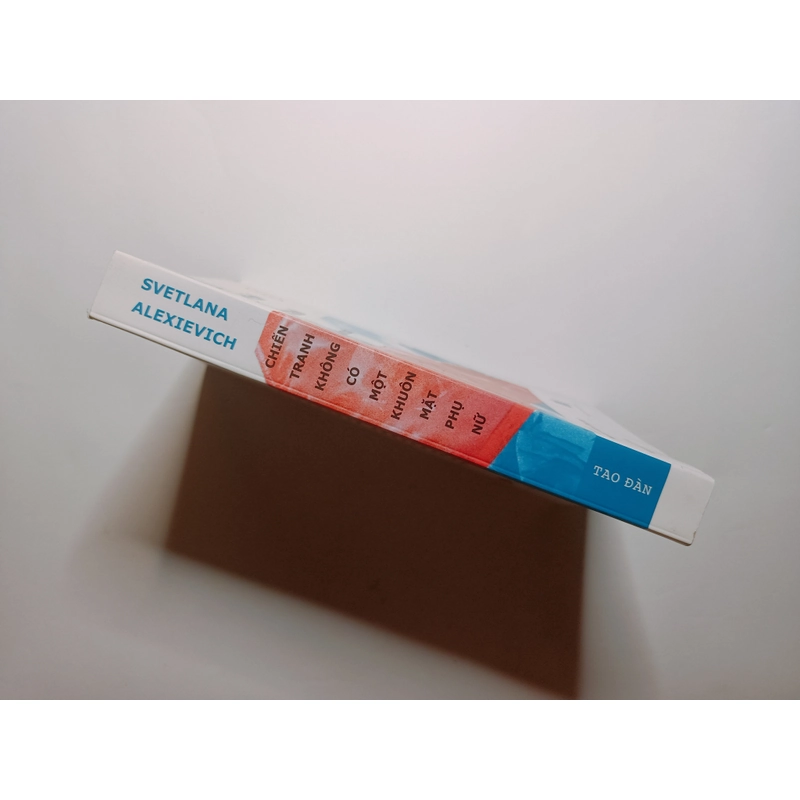 SVETLANA
ALEXIEVICH
CHIẾN
TRANH
KHÔNG
CÓ
MỘT
KHUÔN
MẶT
PHỤ
NỮ
TAO ĐÀN